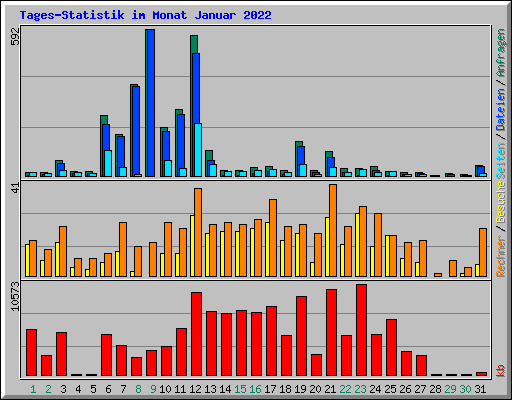 Tages-Statistik im Monat Januar 2022
592
41
10573
Rechner / Besuche Seiten / Dateien / Anfragen
kb
1 2 3 4 5 6 7 8 9 10 11 12 13 14 15 16 17 18 19 20 21 22 23 24 25 26 27 28 29 30 31